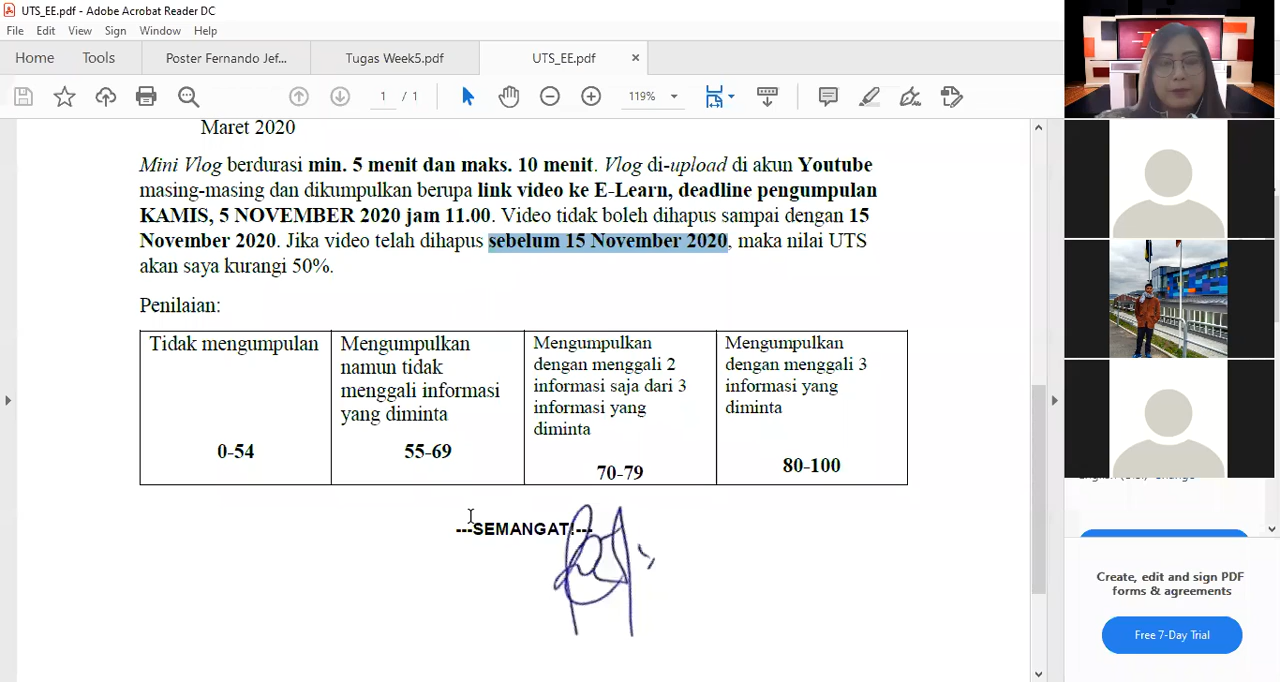 UTS_EE.pdf - Adobe Acrobat Reader DC
File Edit View Window Help
Home Tools Poster Fernando Jef... Tugas Week5.pdf UTS_EE.pdf ×
1 / 1 119%
Maret 2020
Mini Vlog berdurasi min. 5 menit dan maks. 10 menit. Vlog di-upload di akun Youtube
masing-masing dan dikumpulkan berupa link video ke E-Learn, deadline pengumpulan
KAMIS, 5 NOVEMBER 2020 jam 11.00. Video tidak boleh dihapus sampai dengan 15
November 2020. Jika video telah dihapus sebelum 15 November 2020, maka nilai UTS
akan saya kurangi 50%.
Penilaian:
Tidak mengumpulan
0-54
Mengumpulkan
namun tidak
menggali informasi
yang diminta
55-69
Mengumpulkan
dengan menggali 2
informasi saja dari 3
informasi yang
diminta
70-79
Mengumpulkan
dengan menggali 3
informasi yang
diminta
80-100
---SEMANGAT!---
Create, edit and sign PDF
forms & agreements
Free 7-Day Trial